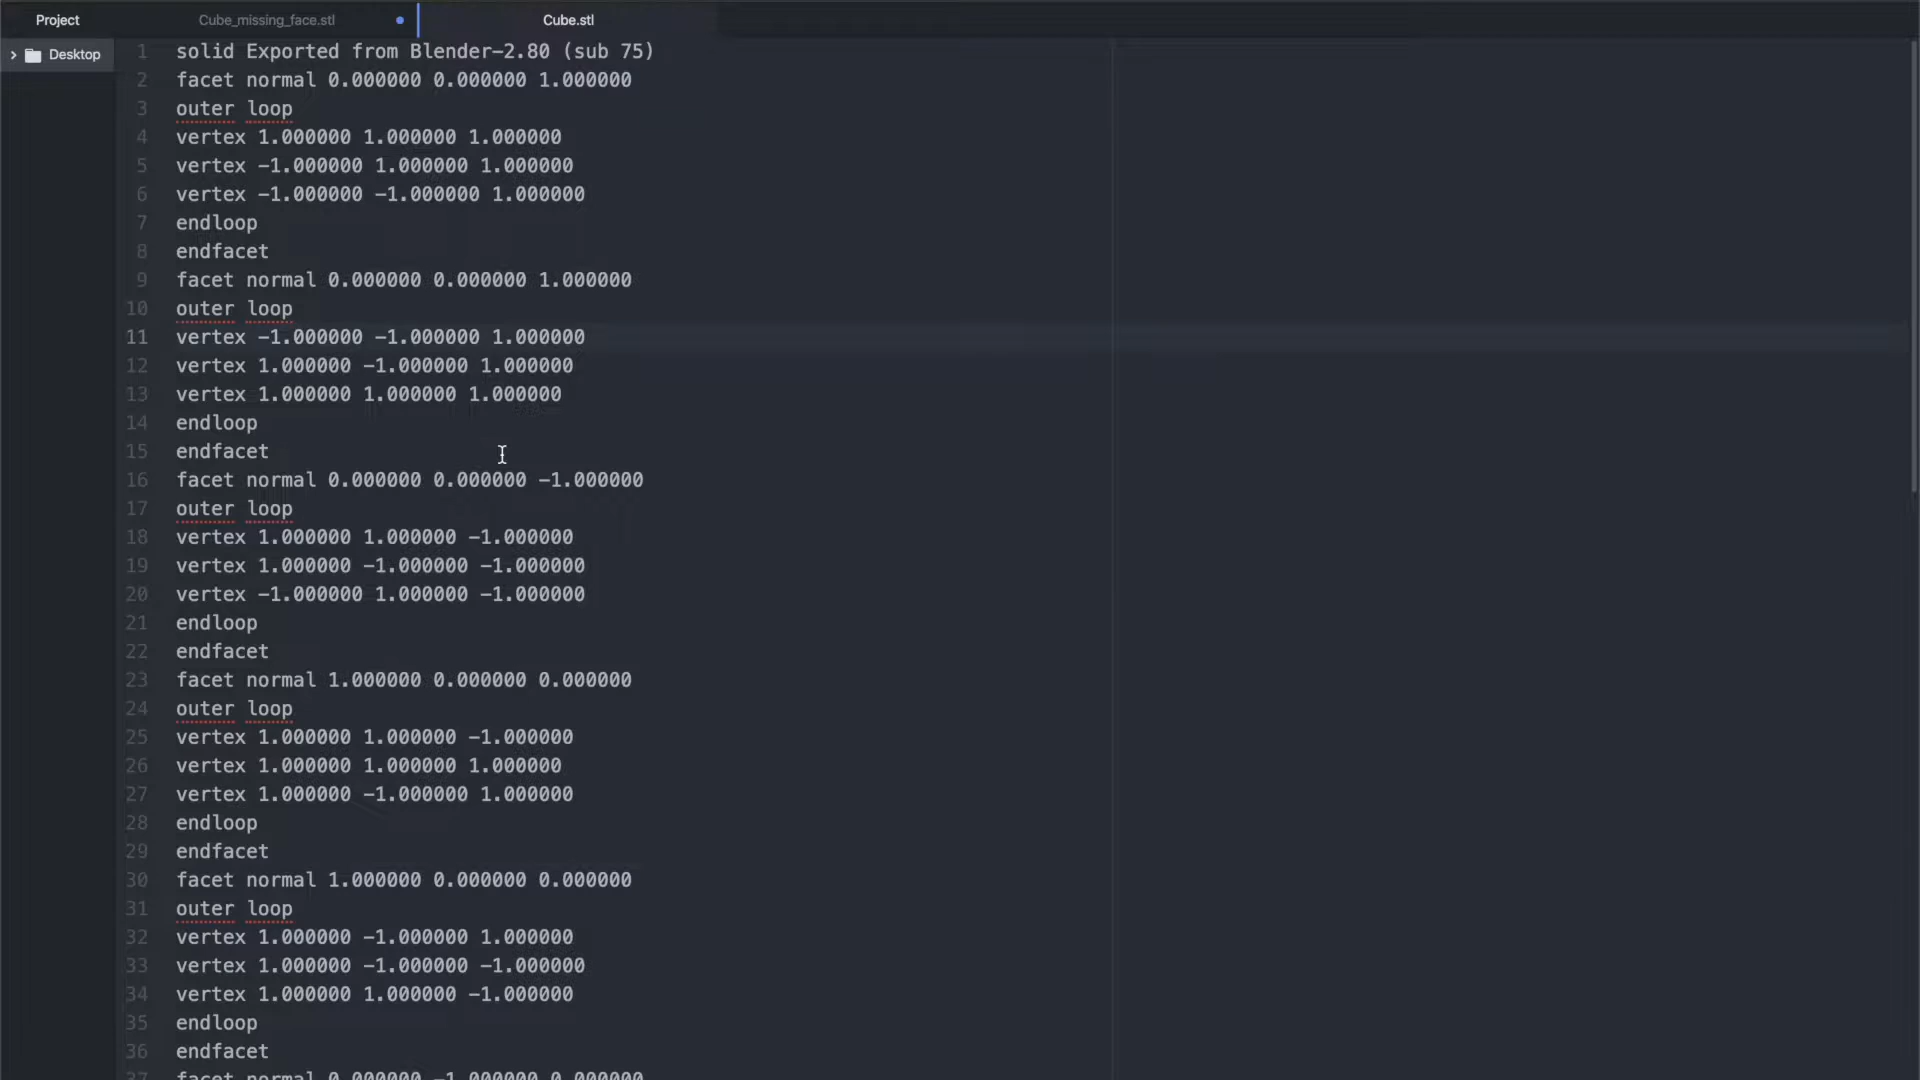 Project
Cube_missing_face.stl
Cube.stl
Desktop
1 solid Exported from Blender-2.80 (sub 75)
2 facet normal 0.000000 0.000000 1.000000
3 outer loop
4 vertex 1.000000 1.000000 1.000000
5 vertex -1.000000 1.000000 1.000000
6 vertex -1.000000 -1.000000 1.000000
7 endloop
8 endfacet
9 facet normal 0.000000 0.000000 1.000000
10 outer loop
11 vertex -1.000000 -1.000000 1.000000
12 vertex 1.000000 -1.000000 1.000000
13 vertex 1.000000 1.000000 1.000000
14 endloop
15 endfacet
16 facet normal 0.000000 0.000000 -1.000000
17 outer loop
18 vertex 1.000000 1.000000 -1.000000
19 vertex 1.000000 -1.000000 -1.000000
20 vertex -1.000000 1.000000 -1.000000
21 endloop
22 endfacet
23 facet normal 1.000000 0.000000 0.000000
24 outer loop
25 vertex 1.000000 1.000000 -1.000000
26 vertex 1.000000 1.000000 1.000000
27 vertex 1.000000 -1.000000 1.000000
28 endloop
29 endfacet
30 facet normal 1.000000 0.000000 0.000000
31 outer loop
32 vertex 1.000000 -1.000000 1.000000
33 vertex 1.000000 -1.000000 -1.000000
34 vertex 1.000000 1.000000 -1.000000
35 endloop
36 endfacet
37 facet normal 0.000000 -1.000000 0.000000